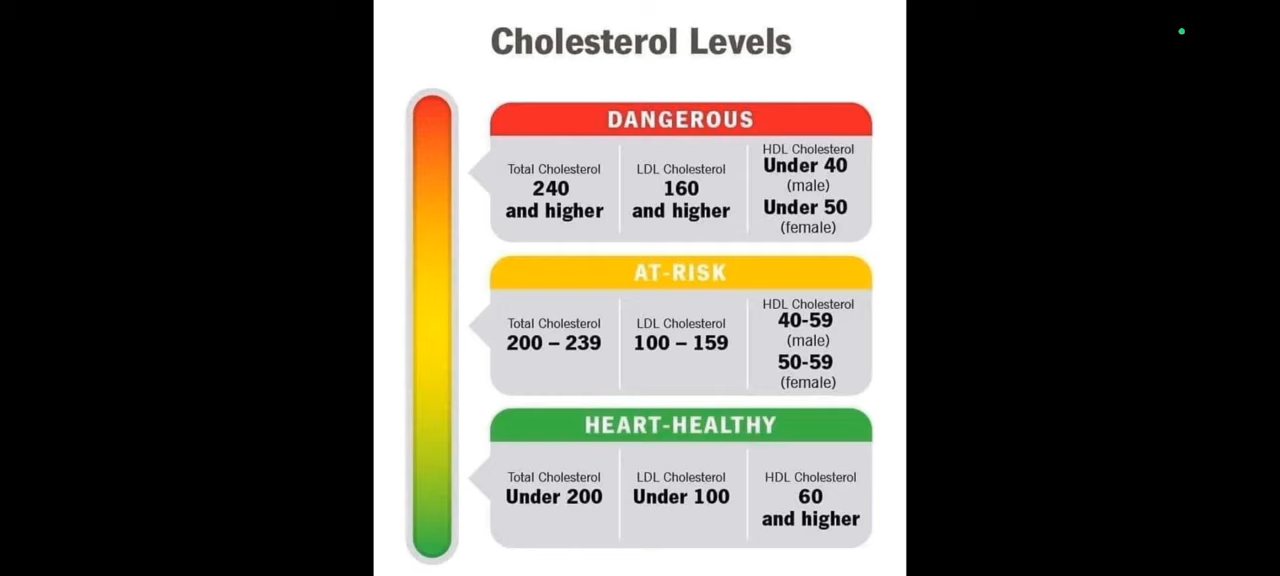 Cholesterol Levels
DANGEROUS
Total Cholesterol
240
and higher
LDL Cholesterol
160
and higher
HDL Cholesterol
Under 40
(male)
Under 50
(female)
AT-RISK
Total Cholesterol
200 – 239
LDL Cholesterol
100 – 159
HDL Cholesterol
40-59
(male)
50-59
(female)
HEART-HEALTHY
Total Cholesterol
Under 200
LDL Cholesterol
Under 100
HDL Cholesterol
60
and higher